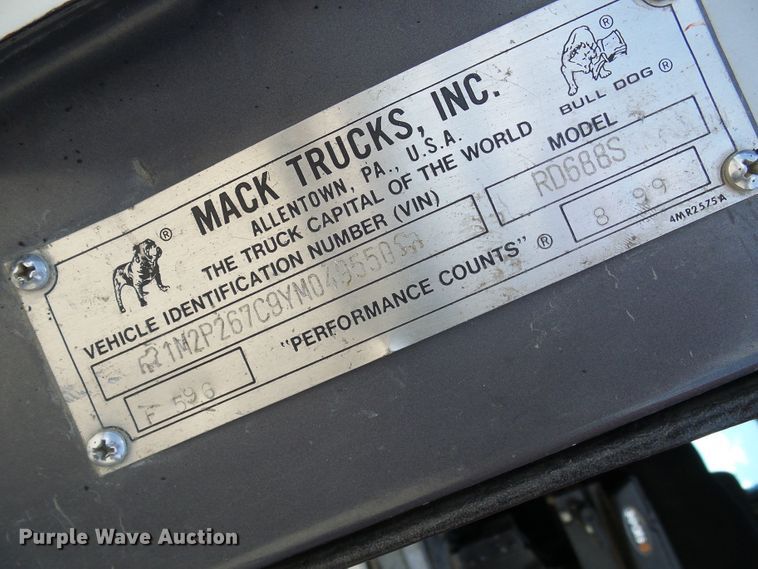 MACK TRUCKS, INC.
ALLENTOWN, PA., U.S.A.
THE TRUCK CAPITAL OF THE WORLD
VEHICLE IDENTIFICATION NUMBER (VIN)
1M2P267C9YM049550
F 596
"PERFORMANCE COUNTS" ®
®
BULL DOG ®
MODEL
RD688S
8 99
4MR2575A
®
Purple Wave Auction®